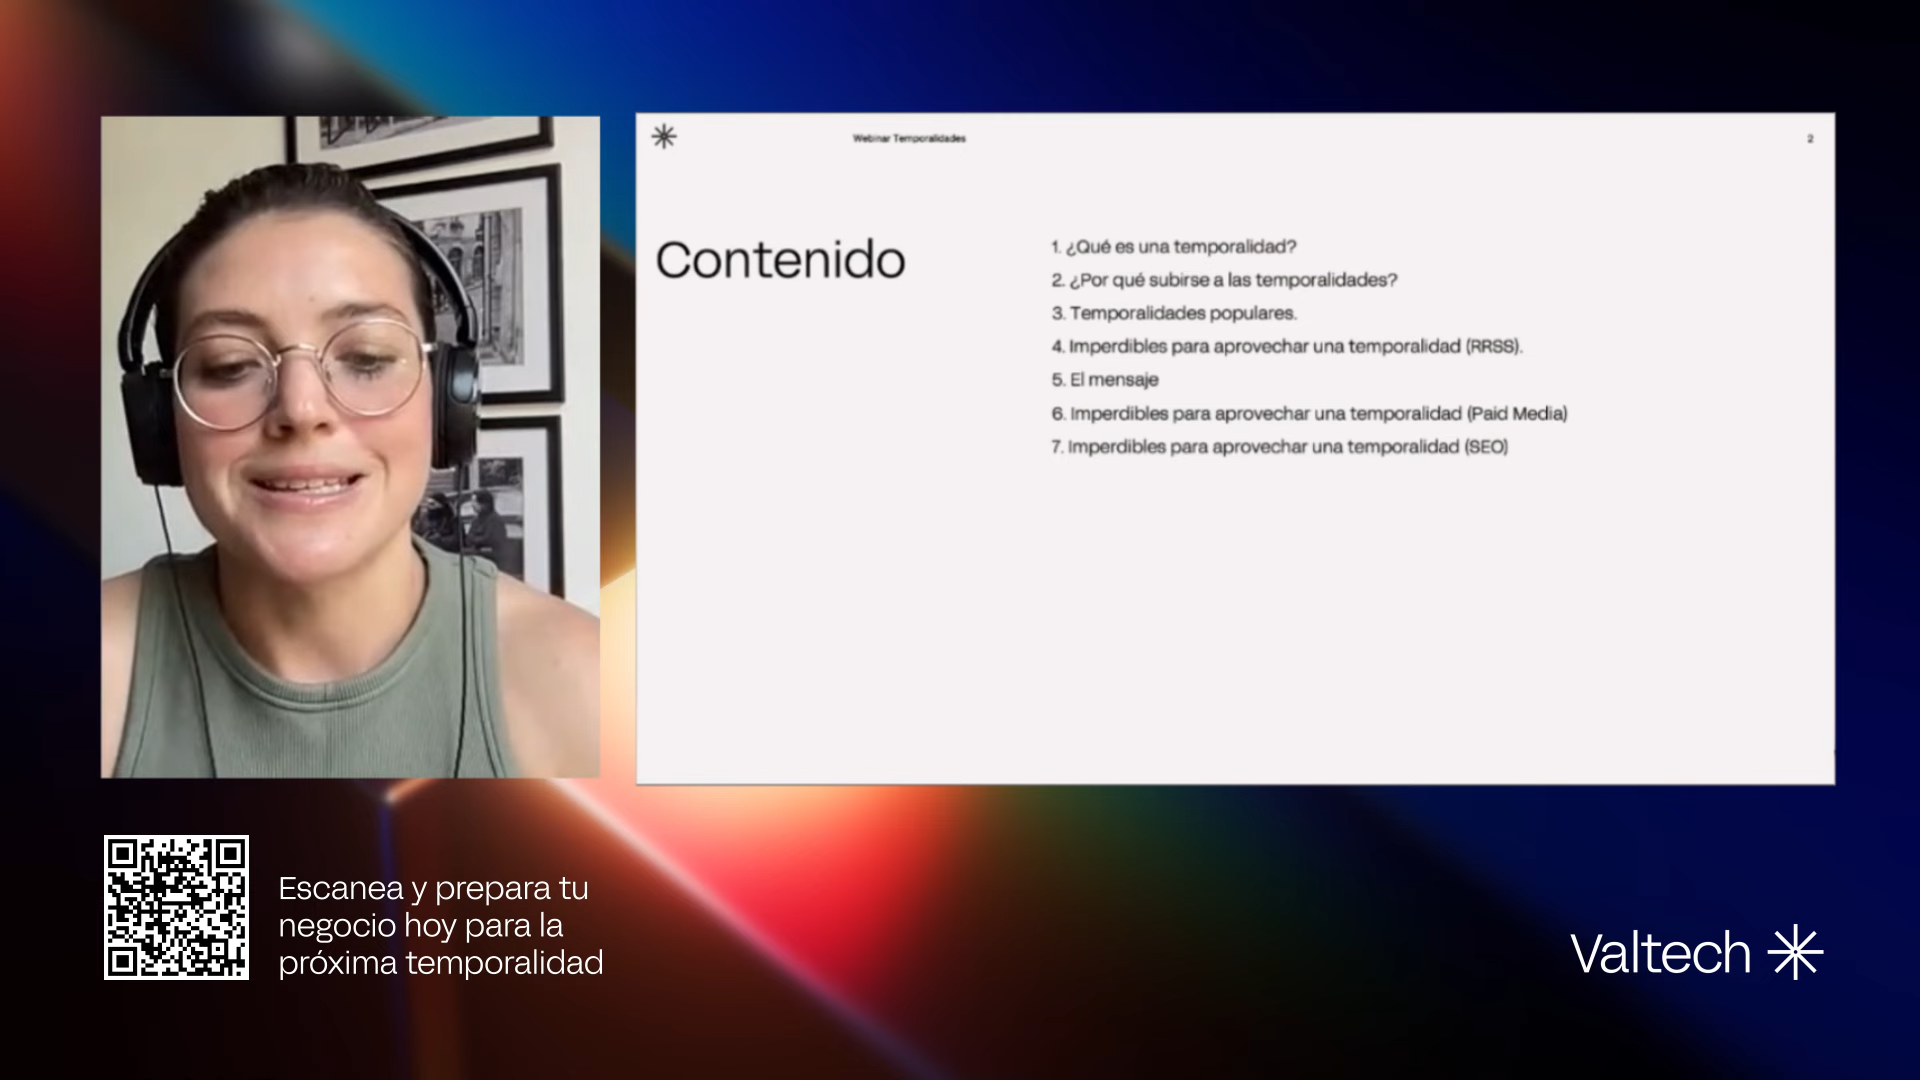 Webinar Temporalidades
2
Contenido
1. ¿Qué es una temporalidad?
2. ¿Por qué subirse a las temporalidades?
3. Temporalidades populares.
4. Imperdibles para aprovechar una temporalidad (RRSS).
5. El mensaje
6. Imperdibles para aprovechar una temporalidad (Paid Media)
7. Imperdibles para aprovechar una temporalidad (SEO)
Escanea y prepara tu
negocio hoy para la
próxima temporalidad
Valtech